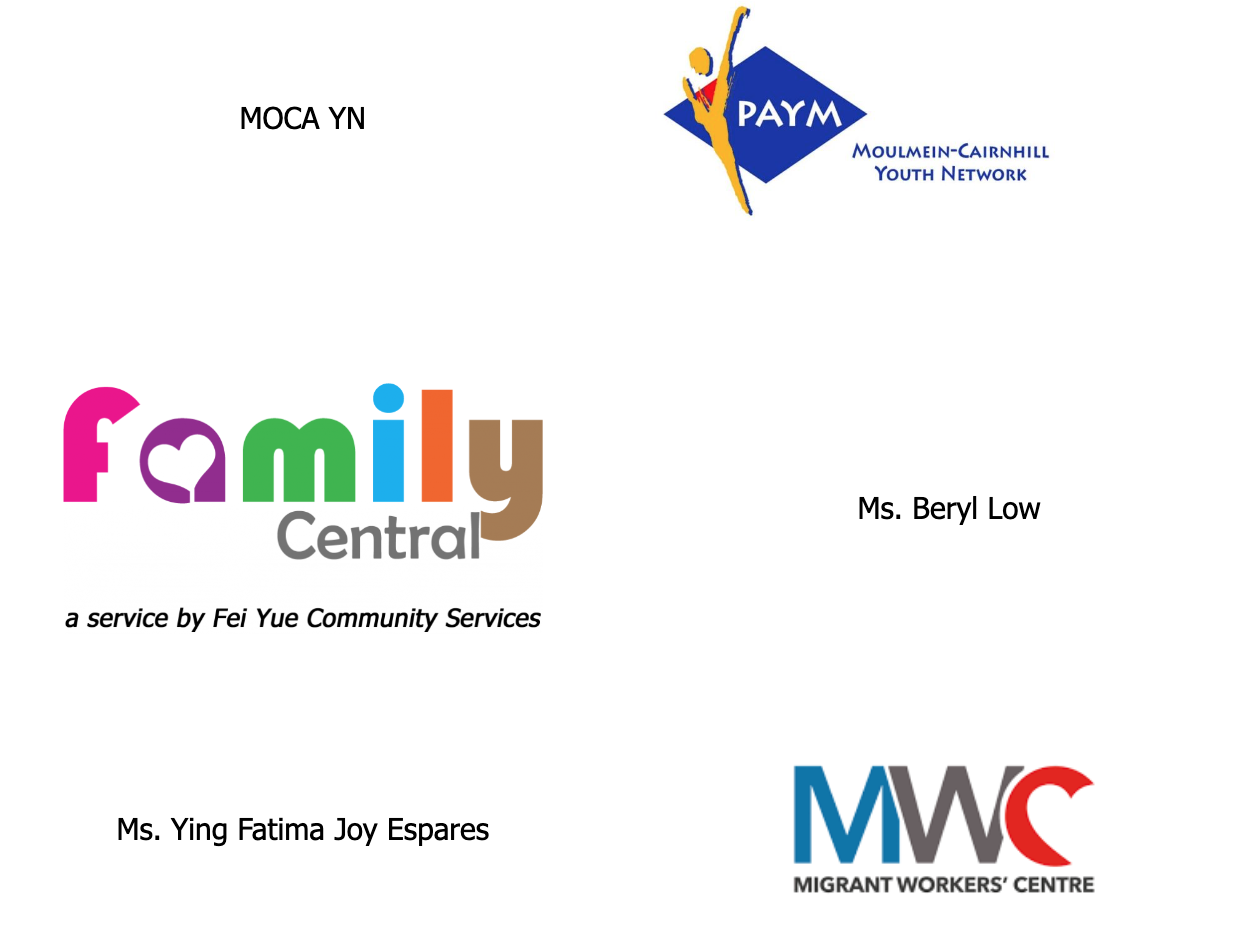 MOCA YN
PAYM
MOULMEIN-CAIRNHILL
YOUTH NETWORK
Family
Central
a service by Fei Yue Community Services
Ms. Beryl Low
Ms. Ying Fatima Joy Espares
MWC
MIGRANT WORKERS' CENTRE